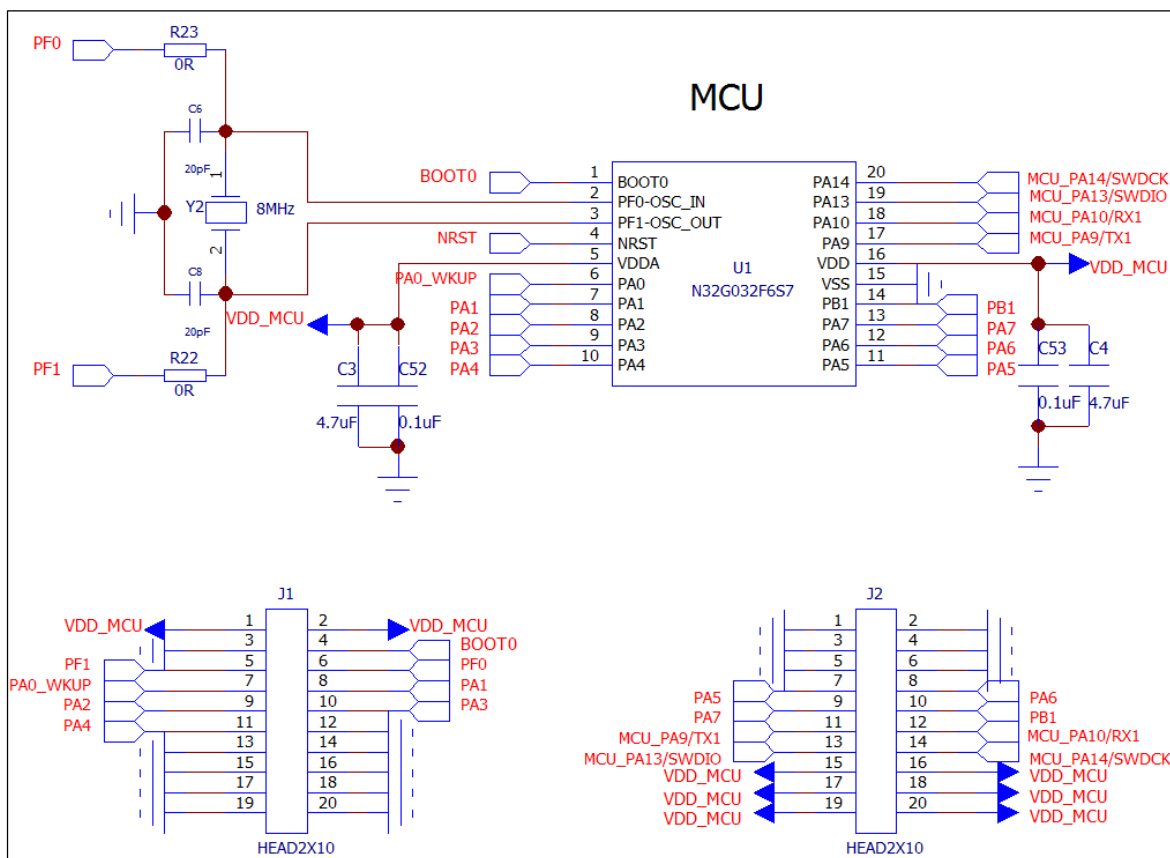 MCU
PF0
R23
0R
C6
20pF
1
Y2
8MHz
2
C8
20pF
PF1
R22
0R
BOOT0
1
BOOT0
2
PF0-OSC_IN
3
PF1-OSC_OUT
NRST
4
NRST
5
VDDA
PA0_WKUP
6
PA0
PA1
7
PA1
PA2
8
PA2
PA3
9
PA3
PA4
10
PA4
U1
N32G032F6S7
PA14
20
MCU_PA14/SWDCK
PA13
19
MCU_PA13/SWDIO
PA10
18
MCU_PA10/RX1
PA9
17
MCU_PA9/TX1
VDD
16
VDD_MCU
VSS
15
PB1
14
PB1
PA7
13
PA7
PA6
12
PA6
PA5
11
PA5
VDD_MCU
C3
4.7uF
C52
0.1uF
C53
0.1uF
C4
4.7uF
J1
VDD_MCU
1
2
VDD_MCU
3
4
BOOT0
PF1
5
6
PF0
PA0_WKUP
7
8
PA1
PA2
9
10
PA3
PA4
11
12
13
14
15
16
17
18
19
20
HEAD2X10
J2
1
2
3
4
5
6
PA5
7
8
PA6
PA7
9
10
PB1
MCU_PA9/TX1
11
12
MCU_PA10/RX1
MCU_PA13/SWDIO
13
14
MCU_PA14/SWDCK
VDD_MCU
15
16
VDD_MCU
VDD_MCU
17
18
VDD_MCU
VDD_MCU
19
20
VDD_MCU
HEAD2X10